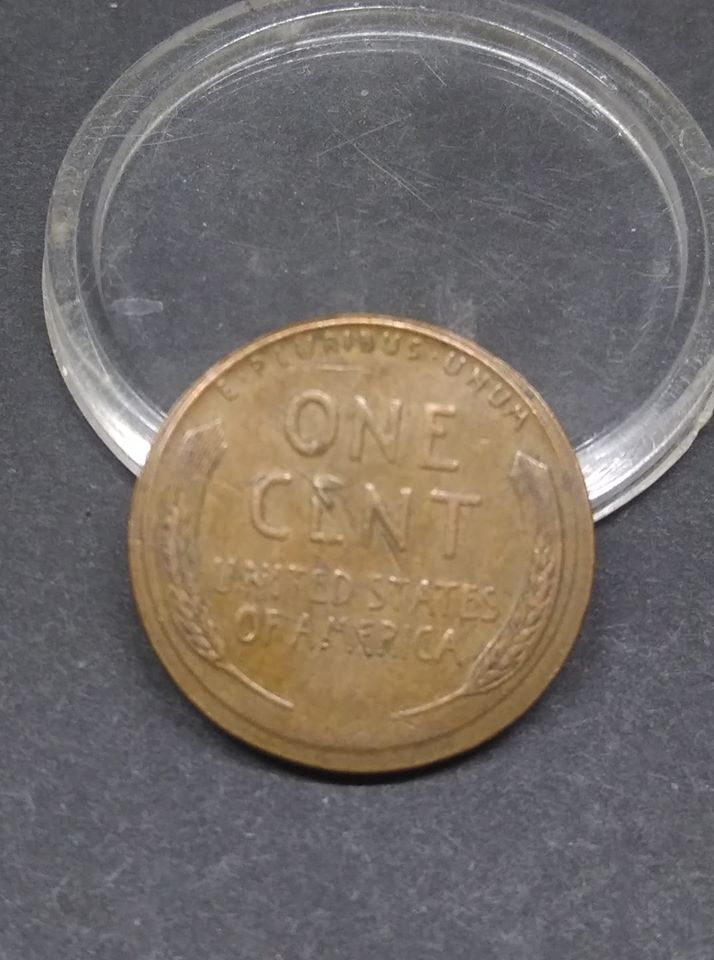 E·PLURIBUS·UNUM
ONE
CENT
UNITED STATES
OF AMERICA